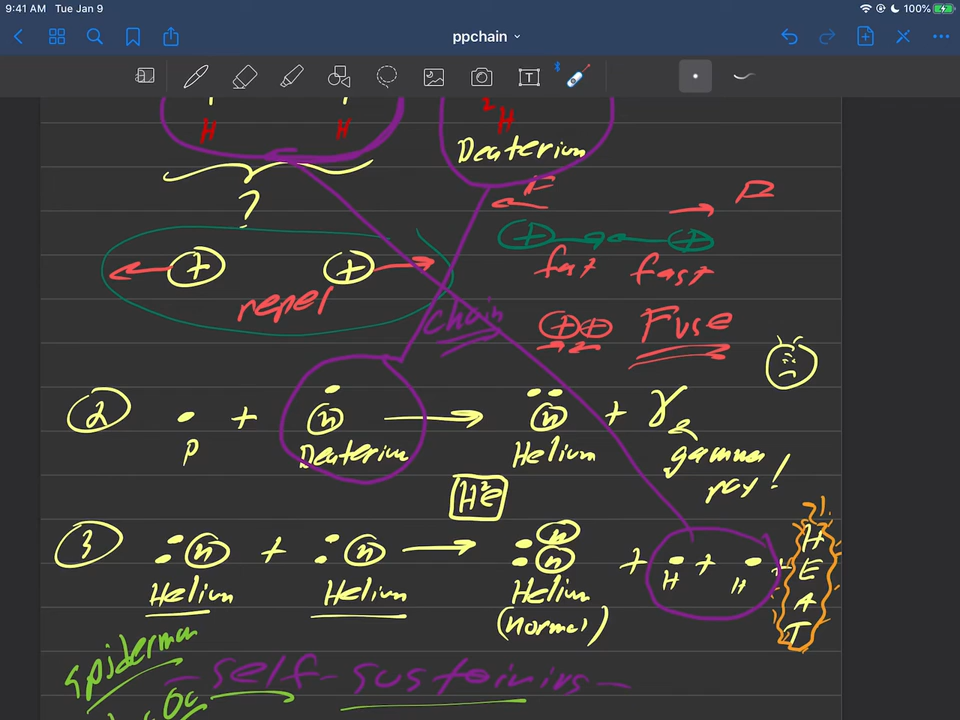 9:41 AM Tue Jan 9
100%
ppchain
T
H H
²H
Deuterium
?
F F
+ + repel
+ +
fast fast
chain
+ + Fuse
2 p + n Deuterium → n Helium + γ gamma ray!
3 n Helium + n Helium → n n Helium (normal) + H + H + HEAT
Spiderman
- self-sustaining -
Oc